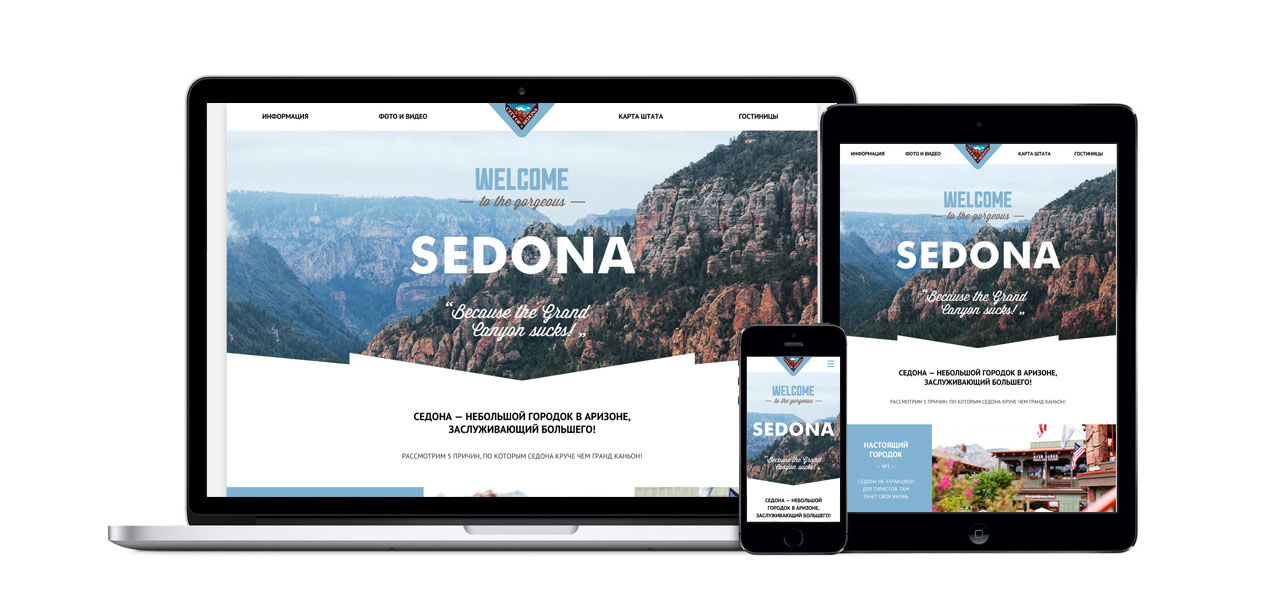 ИНФОРМАЦИЯ ФОТО И ВИДЕО КАРТА ШТАТА ГОСТИНИЦЫ
WELCOME
— to the gorgeous —
SEDONA
“Because the Grand
Canyon sucks!„
СЕДОНА — НЕБОЛЬШОЙ ГОРОДОК В АРИЗОНЕ,
ЗАСЛУЖИВАЮЩИЙ БОЛЬШЕГО!
РАССМОТРИМ 5 ПРИЧИН, ПО КОТОРЫМ СЕДОНА КРУЧЕ ЧЕМ ГРАНД КАНЬОН!
WELCOME
— to the gorgeous —
SEDONA
“Because the Grand
Canyon sucks!„
СЕДОНА — НЕБОЛЬШОЙ
ГОРОДОК В АРИЗОНЕ,
ЗАСЛУЖИВАЮЩИЙ БОЛЬШЕГО!
ИНФОРМАЦИЯ ФОТО И ВИДЕО КАРТА ШТАТА ГОСТИНИЦЫ
WELCOME
— to the gorgeous —
SEDONA
“Because the Grand
Canyon sucks!„
СЕДОНА — НЕБОЛЬШОЙ ГОРОДОК В АРИЗОНЕ,
ЗАСЛУЖИВАЮЩИЙ БОЛЬШЕГО!
РАССМОТРИМ 5 ПРИЧИН, ПО КОТОРЫМ СЕДОНА КРУЧЕ ЧЕМ ГРАНД КАНЬОН!
НАСТОЯЩИЙ
ГОРОДОК
— №1 —
СЕДОНА НЕ АТРАКЦИОН
ДЛЯ ТУРИСТОВ, ТАМ
ТЕЧЕТ СВОЯ ЖИЗНЬ